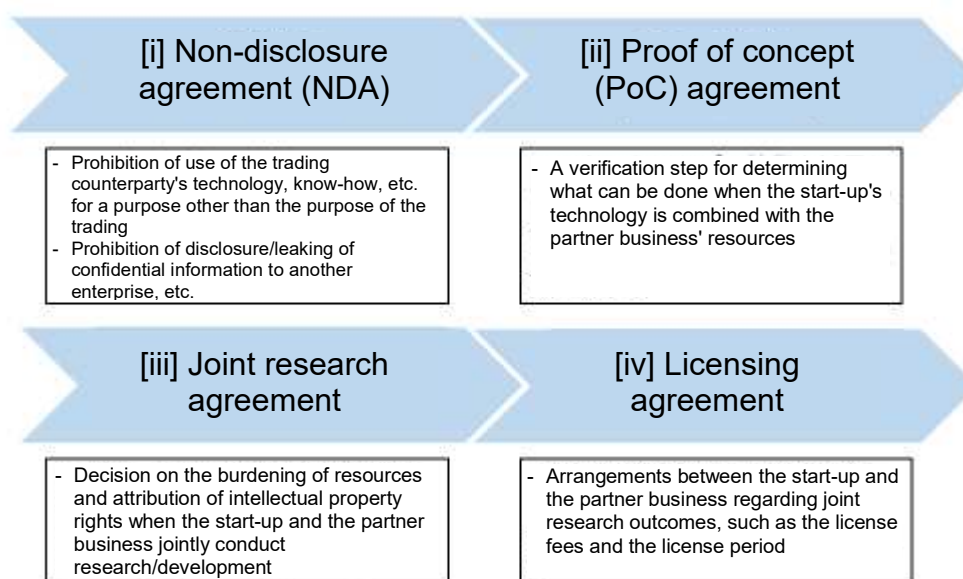 [i] Non-disclosure
agreement (NDA)
[ii] Proof of concept
(PoC) agreement
- Prohibition of use of the trading
counterparty's technology, know-how, etc.
for a purpose other than the purpose of the
trading
- Prohibition of disclosure/leaking of
confidential information to another
enterprise, etc.
- A verification step for determining
what can be done when the start-up's
technology is combined with the
partner business' resources
[iii] Joint research
agreement
[iv] Licensing
agreement
- Decision on the burdening of resources
and attribution of intellectual property
rights when the start-up and the partner
business jointly conduct
research/development
- Arrangements between the start-up and
the partner business regarding joint
research outcomes, such as the license
fees and the license period